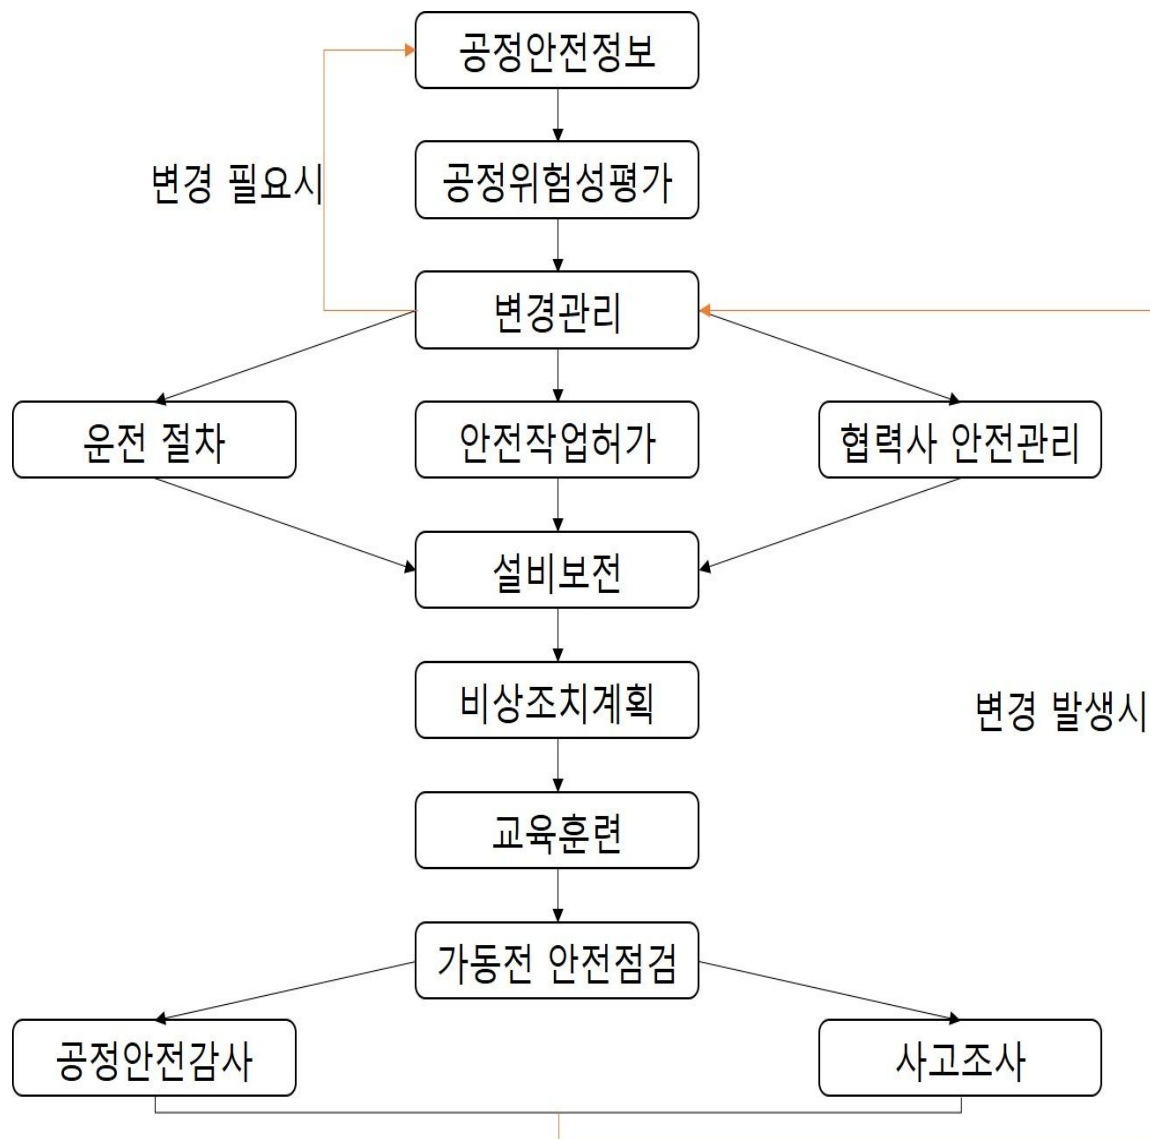 공정안전정보
변경 필요시
공정위험성평가
변경관리
운전 절차
안전작업허가
협력사 안전관리
설비보전
비상조치계획
변경 발생시
교육훈련
가동전 안전점검
공정안전감사
사고조사